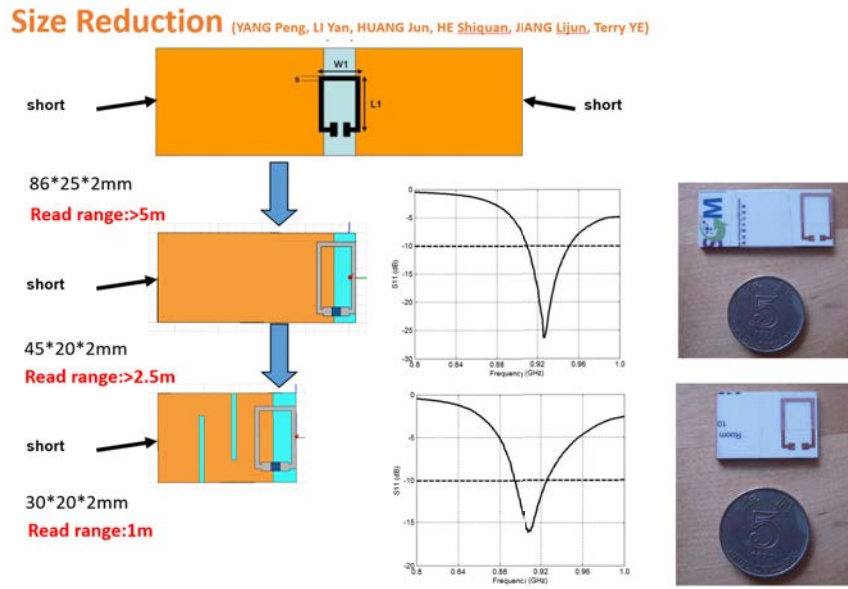 Size Reduction (YANG Peng, LI Yan, HUANG Jun, HE Shiquan, JIANG Lijun, Terry YE)
W1
s
L1
short
short
86*25*2mm
Read range:>5m
short
45*20*2mm
Read range:>2.5m
short
30*20*2mm
Read range:1m
0
-5
-10
-15
-20
-25
-30
S11 (dB)
0.8
0.84
0.88
0.92
0.96
1.0
Frequency (GHz)
0
-5
-10
-15
-20
S11 (dB)
0.8
0.84
0.88
0.92
0.96
1.0
Frequency (GHz)
5
Room
10
5